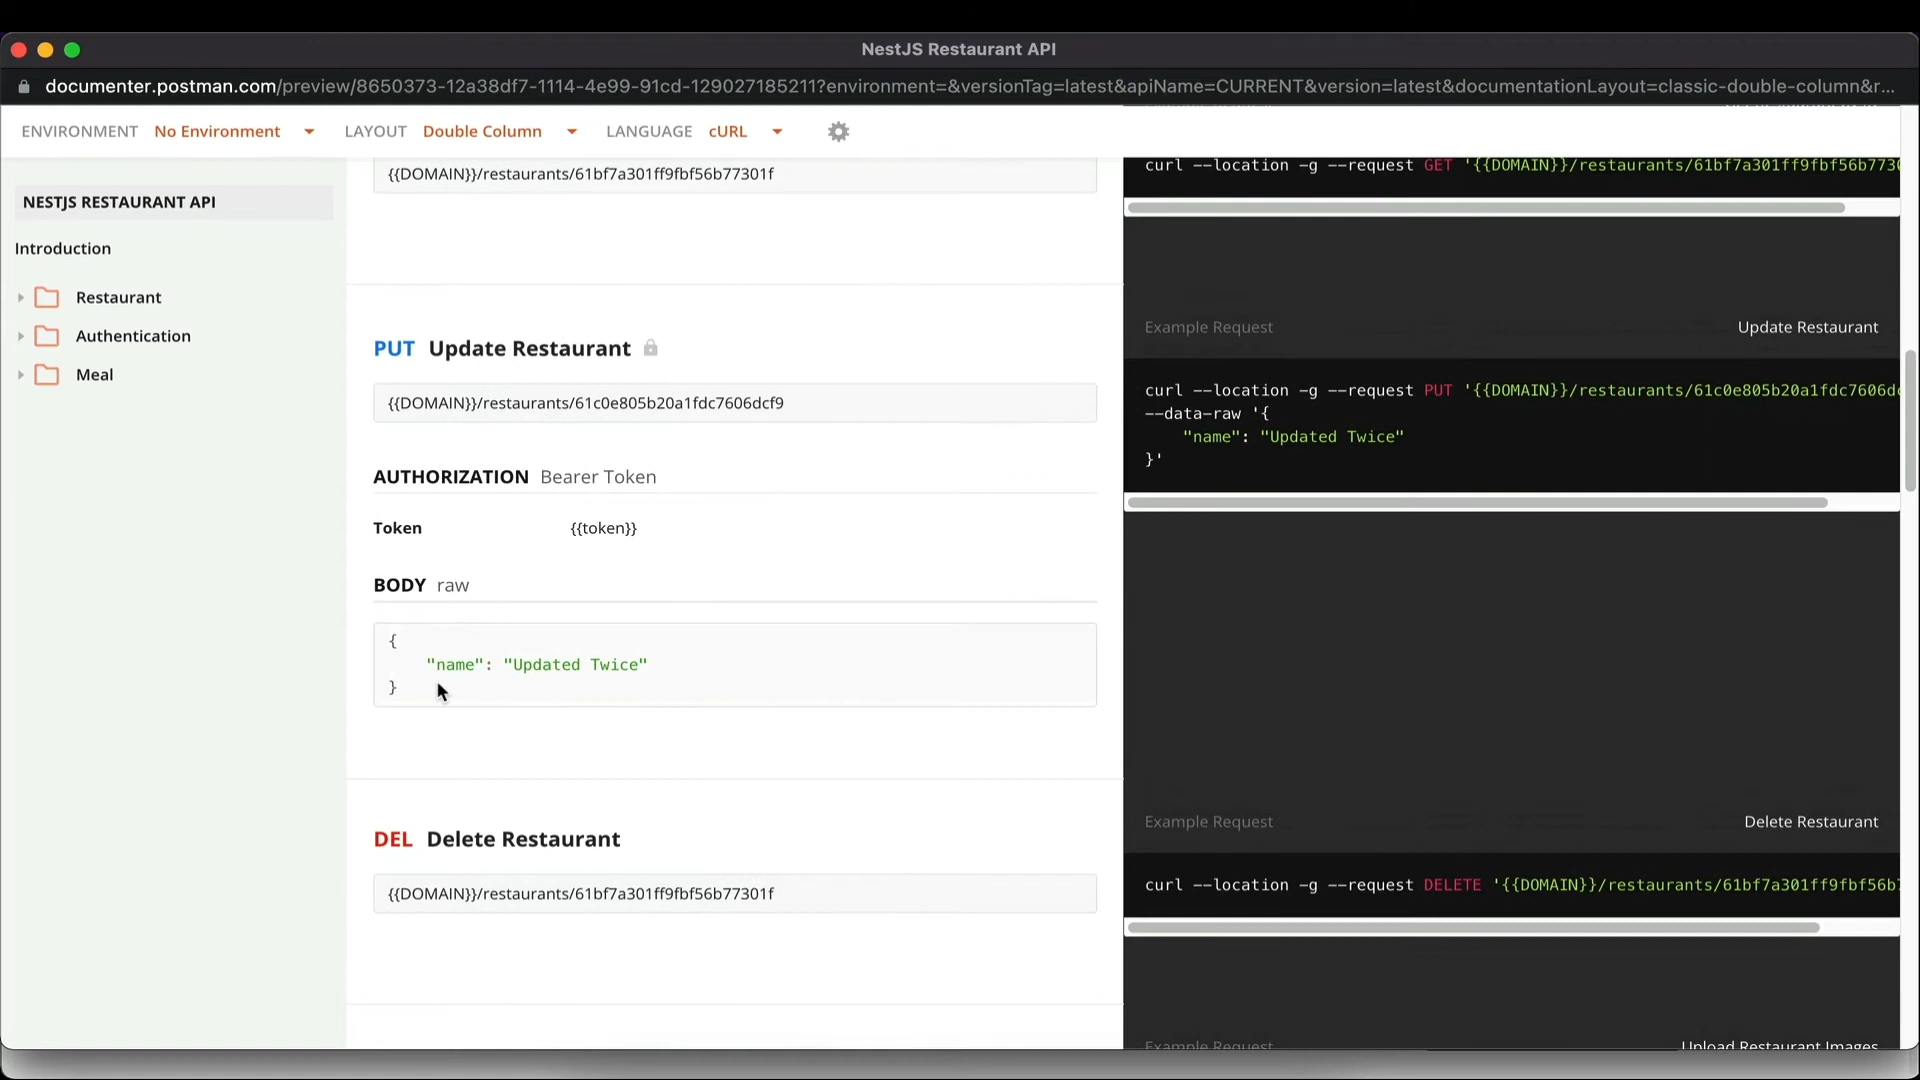 NestJS Restaurant API
documenter.postman.com/preview/8650373-12a38df7-1114-4e99-91cd-129027185211?environment=&versionTag=latest&apiName=CURRENT&version=latest&documentationLayout=classic-double-column&r...
ENVIRONMENT No Environment LAYOUT Double Column LANGUAGE cURL
NESTJS RESTAURANT API
Introduction
Restaurant
Authentication
Meal
{{DOMAIN}}/restaurants/61bf7a301ff9fbf56b77301f
PUT Update Restaurant
{{DOMAIN}}/restaurants/61c0e805b20a1fdc7606dcf9
AUTHORIZATION Bearer Token
Token {{token}}
BODY raw
{
"name": "Updated Twice"
}
DEL Delete Restaurant
{{DOMAIN}}/restaurants/61bf7a301ff9fbf56b77301f
curl --location -g --request GET '{{DOMAIN}}/restaurants/61bf7a301ff9fbf56b7730
Example Request Update Restaurant
curl --location -g --request PUT '{{DOMAIN}}/restaurants/61c0e805b20a1fdc7606dc
--data-raw '{
"name": "Updated Twice"
}'
Example Request Delete Restaurant
curl --location -g --request DELETE '{{DOMAIN}}/restaurants/61bf7a301ff9fbf56b7
Example Request Upload Restaurant Images